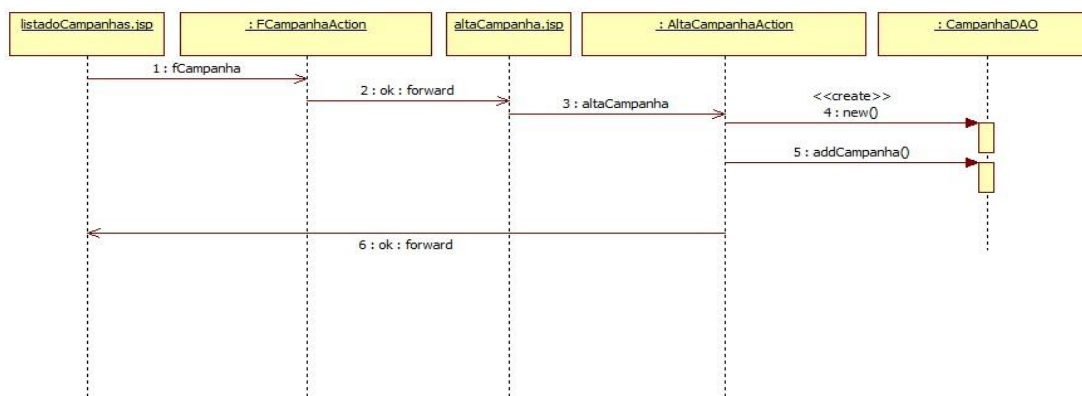 listadoCampanhas.jsp
: FCampanhaAction
altaCampanha.jsp
: AltaCampanhaAction
: CampanhaDAO
1 : fCampanha
2 : ok : forward
3 : altaCampanha
<<create>>
4 : new()
5 : addCampanha()
6 : ok : forward